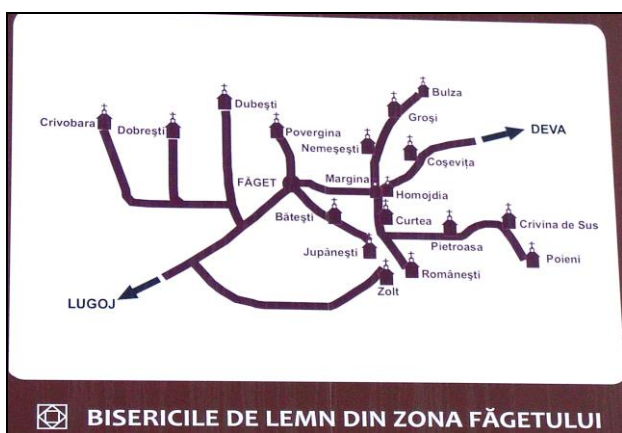 Bulza
Dubești
Groși
Crivobara
Dobrești
Povergina
DEVA
Nemeșești
Coșevița
Margina
FĂGET
Homojdia
Bătești
Curtea
Crivina de Sus
Pietroasa
Jupânești
Poieni
Românești
Zolt
LUGOJ
BISERICILE DE LEMN DIN ZONA FĂGETULUI